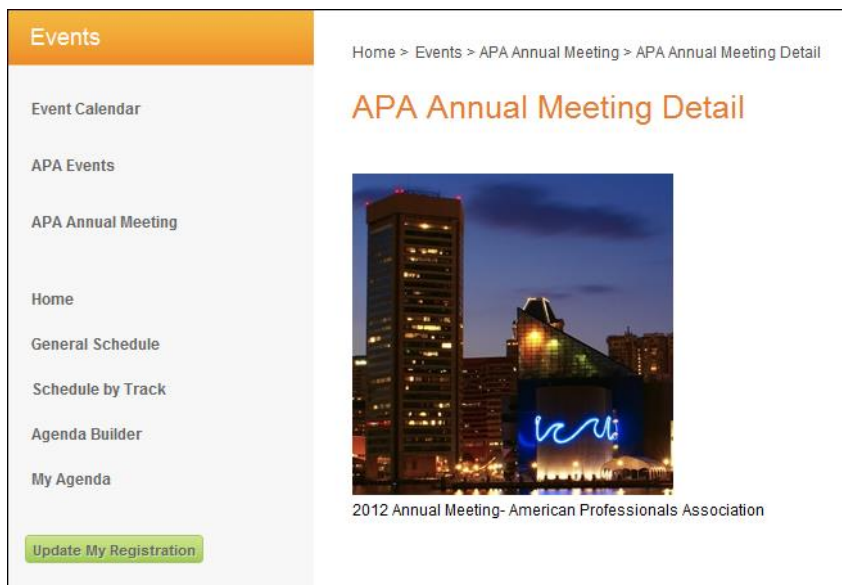 Events
Event Calendar
APA Events
APA Annual Meeting
Home
General Schedule
Schedule by Track
Agenda Builder
My Agenda
Update My Registration
Home > Events > APA Annual Meeting > APA Annual Meeting Detail
APA Annual Meeting Detail
2012 Annual Meeting- American Professionals Association